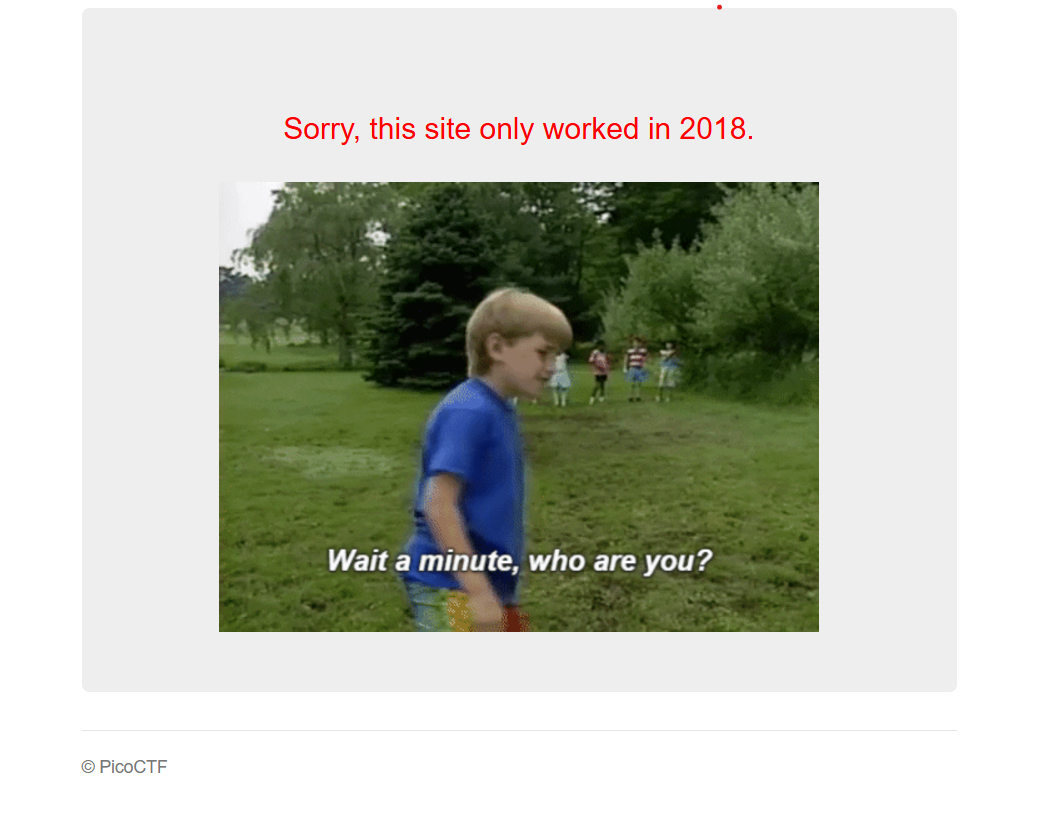 Sorry, this site only worked in 2018.
Wait a minute, who are you?
© PicoCTF